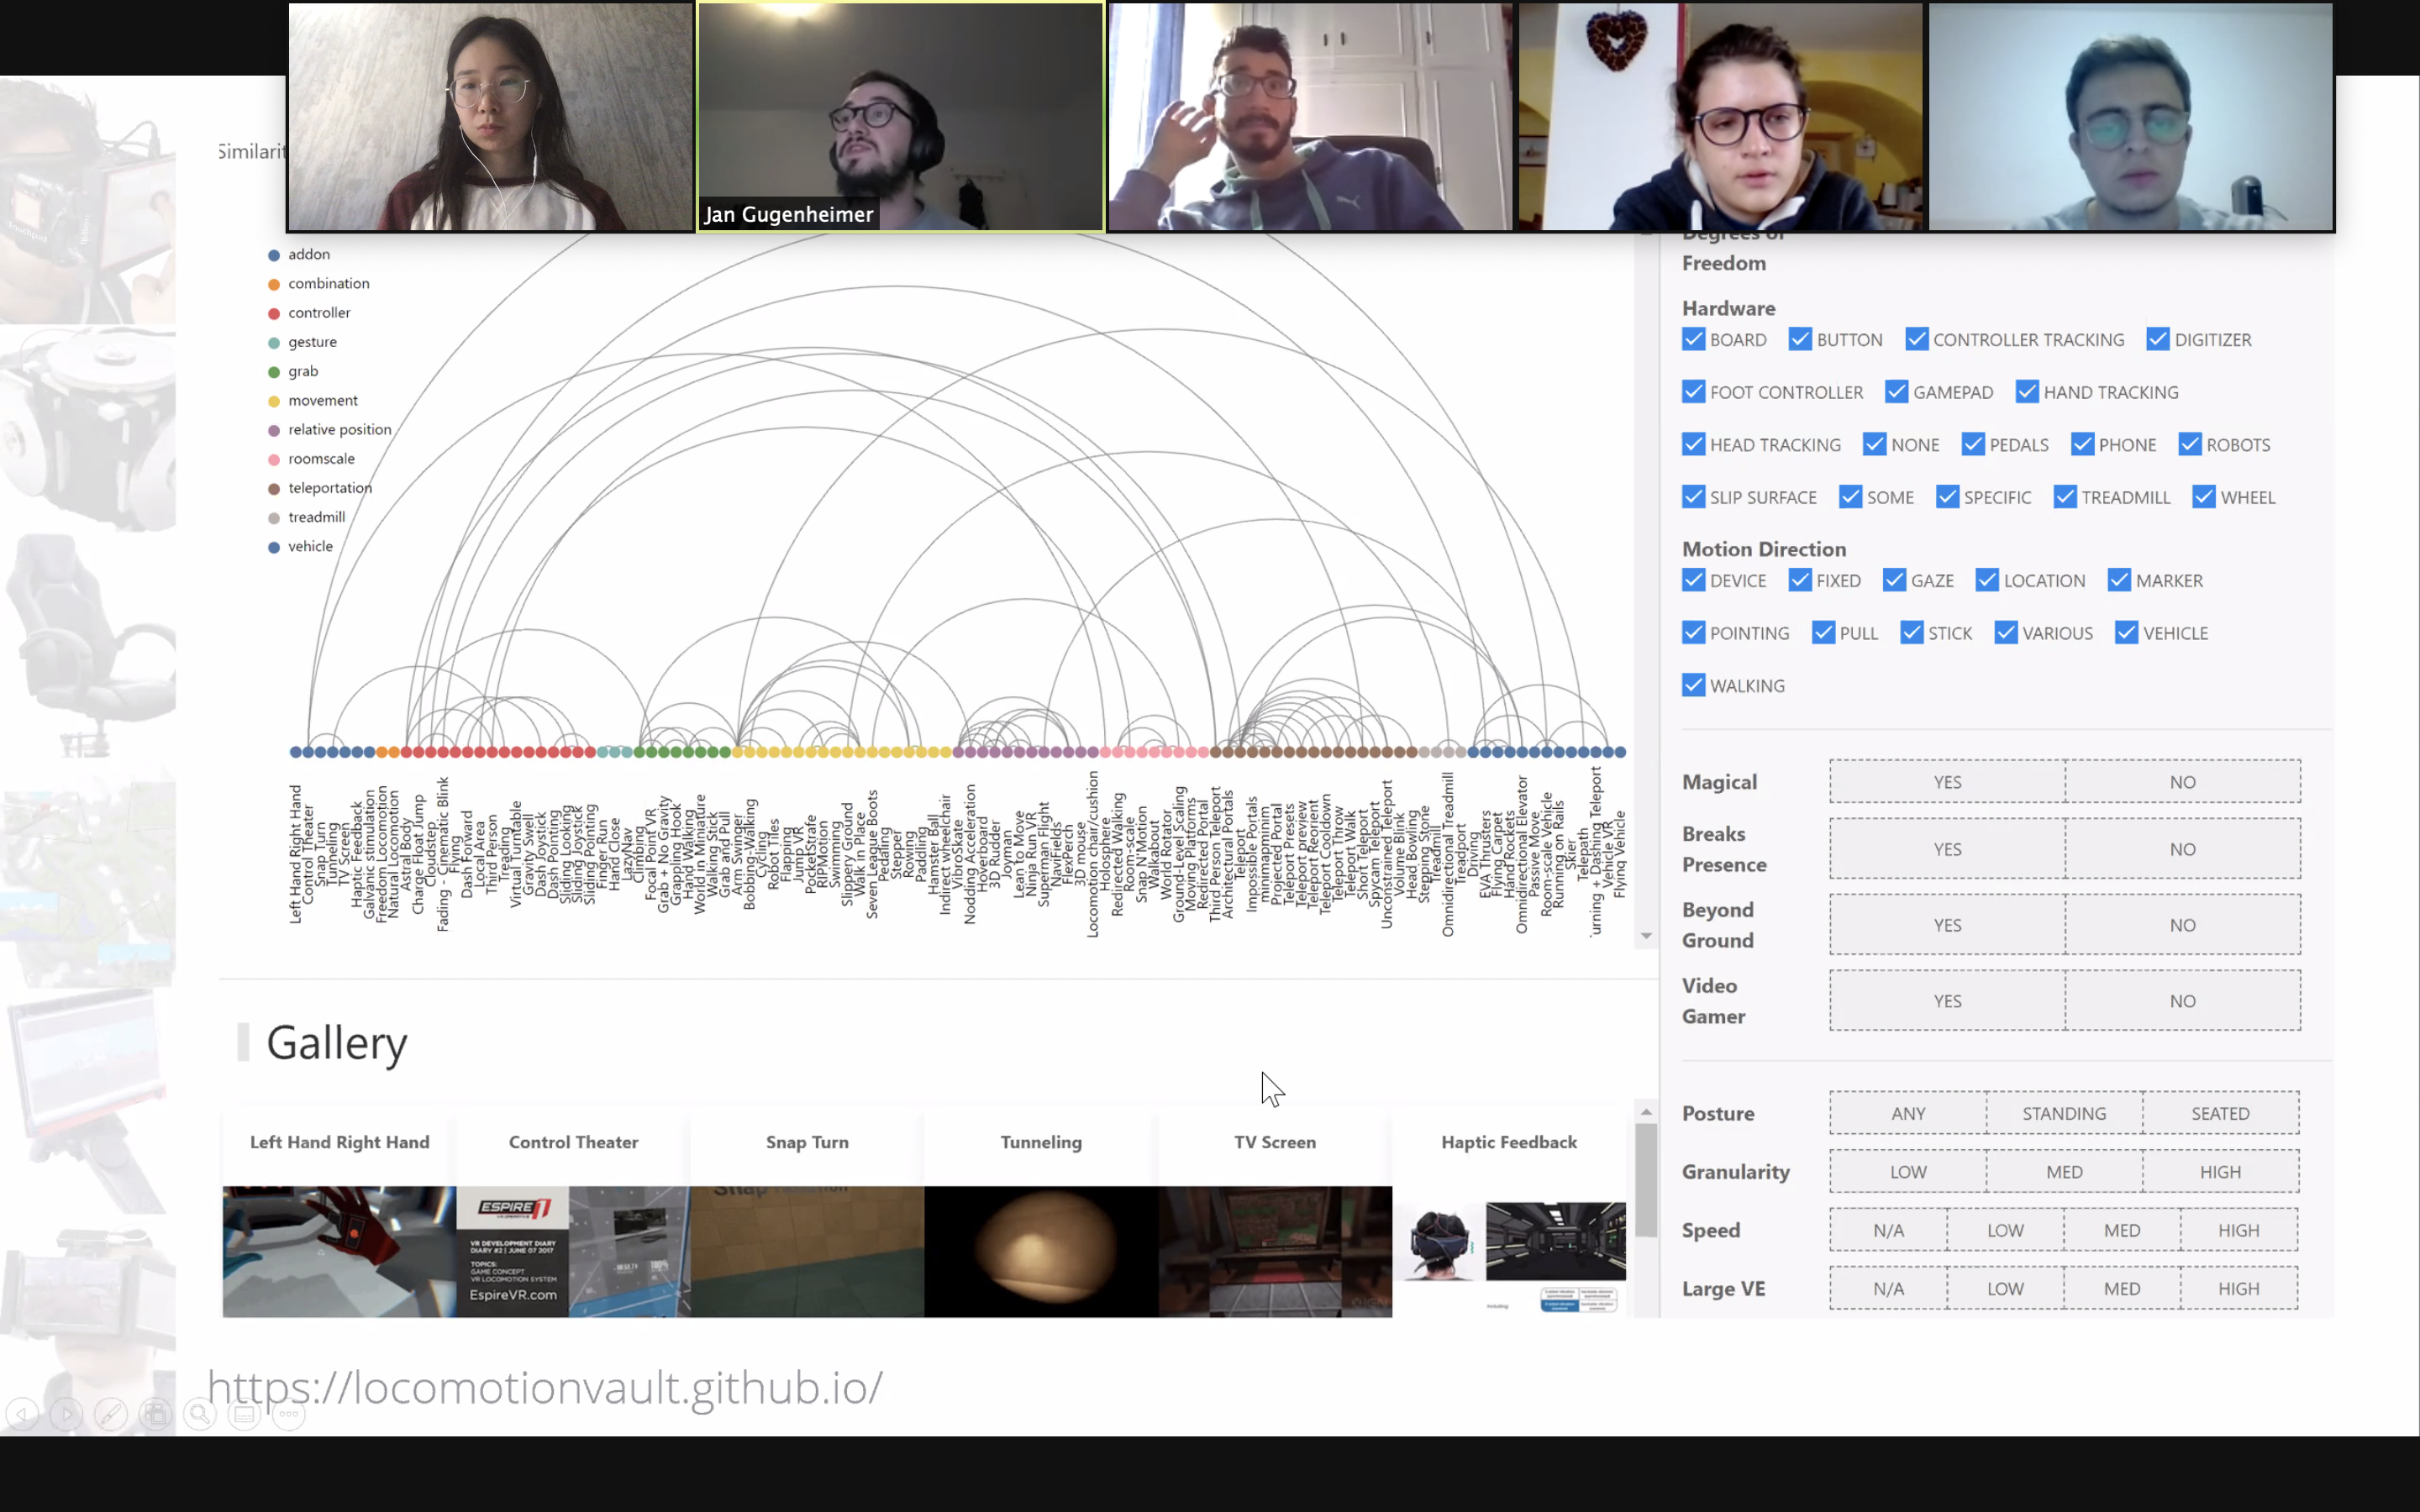 Jan Gugenheimer
addon
combination
controller
gesture
grab
movement
relative position
roomscale
teleportation
treadmill
vehicle
Left Hand Right Hand
Control Theater
Snap Turn
Tunneling
TV Screen
Haptic Feedback
Galvanic stimulation
Freedom Locomotion
Natural Locomotion
Astral Body
Charge Float Jump
Cloudstep
Fading - Cinematic Blink
Flying
Dash Forward
Local Area
Third Person
Treading
Virtual Turntable
Gravity Swell
Dash Joystick
Dash Pointing
Sliding Looking
Sliding Joystick
Sliding Pointing
Finger Run
Hand Close
LazyNav
Climbing
Focal Point VR
Grab + No Gravity
Grappling Hook
Hand Walking
World in Miniature
Walking Stick
Grab and Pull
Arm Swinger
Bobbing-Walking
Cycling
Robot Tiles
Flapping
JumpVR
PocketStrafe
RIPMotion
Swimming
Slippery Ground
Walk in Place
Seven League Boots
Pedaling
Stepper
Rowing
Paddling
Hamster Ball
Indirect wheelchair
VibroSkate
Nodding Acceleration
Hoverboard
3D Rudder
Joyman
Lean to Move
Ninja Run VR
Superman Flight
NaviFields
FlexPerch
3D mouse
Locomotion chair/cushion
Holosphere
Redirected Walking
Room-scale
Snap N'Motion
Walkabout
World Rotator
Ground-Level Scaling
Moving Platforms
Redirected Portal
Third Person Teleport
Architectural Portals
Teleport
Impossible Portals
minimapminim
Projected Portal
Teleport Presets
Teleport preview
Teleport Reorient
Teleport Cooldown
Teleport Throw
Teleport Walk
Short Teleport
Spycam Teleport
Unconstrained Teleport
Volume Blink
Head Bowling
Stepping Stone
Treadmill
Omnidirectional Treadmill
Treadport
Driving
EVA Thrusters
Flying Carpet
Hand Rockets
Omnidirectional Elevator
Passive Move
Room-scale Vehicle
Running on Rails
Skier
Telepath
urning + Dashing Teleport
Vehicle VR
Flying Vehicle
Gallery
Left Hand Right Hand Control Theater Snap Turn Tunneling TV Screen Haptic Feedback
ESPIRE 1
VR DEVELOPMENT DIARY
DIARY #2 | JUNE 07 2017
TOPICS:
GAME CONCEPT
VR LOCOMOTION SYSTEM
EspireVR.com
https://locomotionvault.github.io/
Degrees of
Freedom
Hardware
BOARD BUTTON CONTROLLER TRACKING DIGITIZER
FOOT CONTROLLER GAMEPAD HAND TRACKING
HEAD TRACKING NONE PEDALS PHONE ROBOTS
SLIP SURFACE SOME SPECIFIC TREADMILL WHEEL
Motion Direction
DEVICE FIXED GAZE LOCATION MARKER
POINTING PULL STICK VARIOUS VEHICLE
WALKING
Magical YES NO
Breaks
Presence YES NO
Beyond
Ground YES NO
Video
Gamer YES NO
Posture ANY STANDING SEATED
Granularity LOW MED HIGH
Speed N/A LOW MED HIGH
Large VE N/A LOW MED HIGH